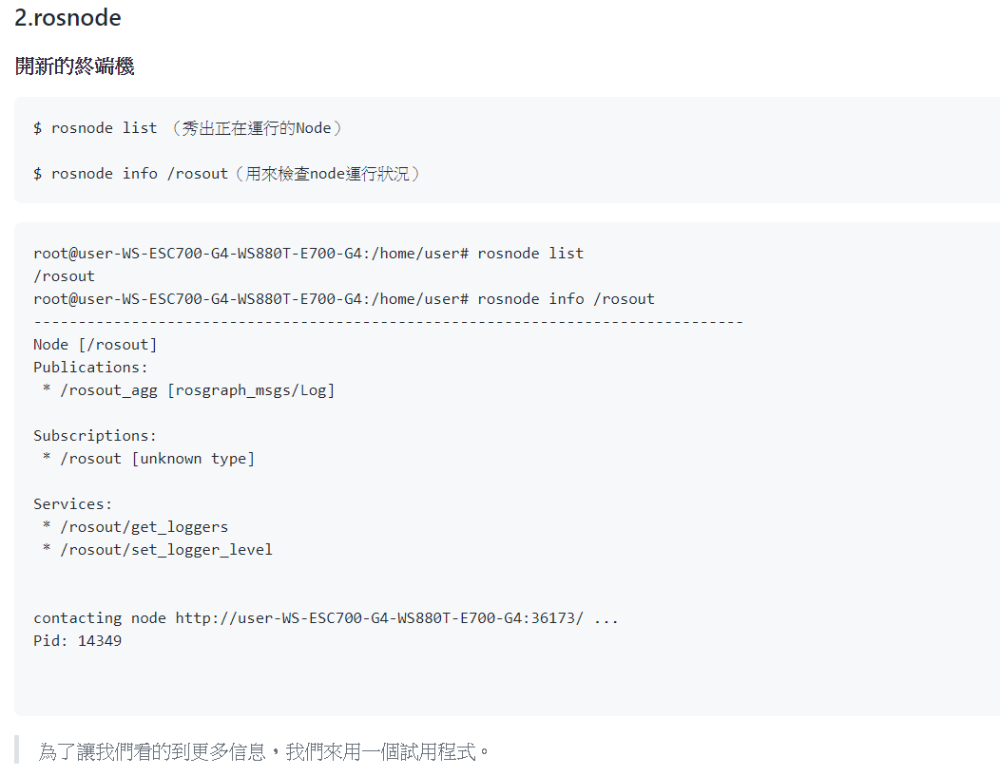 2.rosnode
開新的終端機
$ rosnode list （秀出正在運行的Node）
$ rosnode info /rosout（用來檢查node運行狀況）
root@user-WS-ESC700-G4-WS880T-E700-G4:/home/user# rosnode list
/rosout
root@user-WS-ESC700-G4-WS880T-E700-G4:/home/user# rosnode info /rosout
--------------------------------------------------------------------------------
Node [/rosout]
Publications:
 * /rosout_agg [rosgraph_msgs/Log]
Subscriptions:
 * /rosout [unknown type]
Services:
 * /rosout/get_loggers
 * /rosout/set_logger_level
contacting node http://user-WS-ESC700-G4-WS880T-E700-G4:36173/ ...
Pid: 14349
為了讓我們看的到更多信息，我們來用一個試用程式。